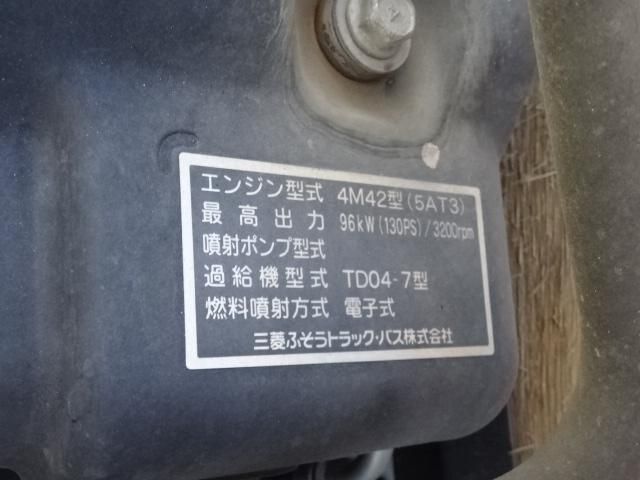 エンジン型式 4M42型(5AT3)
最高出力 96kW(130PS)/3200rpm
噴射ポンプ型式
過給機型式 TD04-7型
燃料噴射方式 電子式
三菱ふそうトラック・バス株式会社